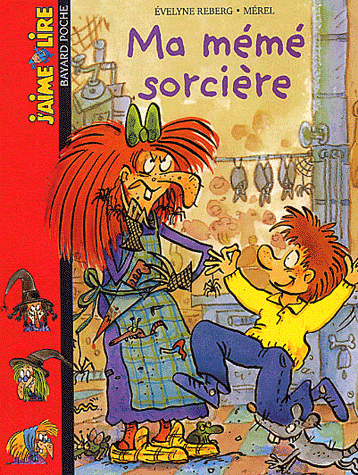 ÉVELYNE REBERG • MÉREL
Ma mémé
sorcière
J'AIME LIRE
BAYARD POCHE